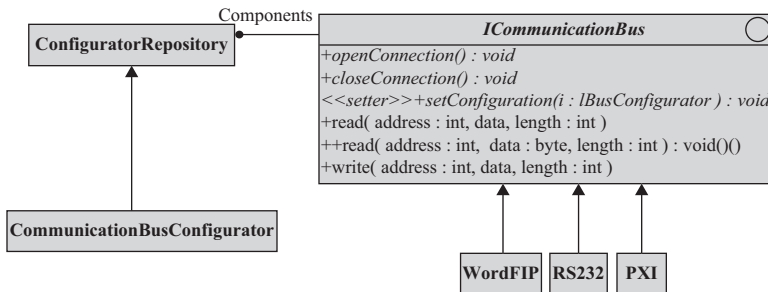 Components
ConfiguratorRepository
ICommunicationBus
+openConnection() : void
+closeConnection() : void
<<setter>>+setConfiguration(i : lBusConfigurator ) : void
+read( address : int, data, length : int )
++read( address : int, data : byte, length : int ) : void()()
+write( address : int, data, length : int )
CommunicationBusConfigurator
WordFIP
RS232
PXI